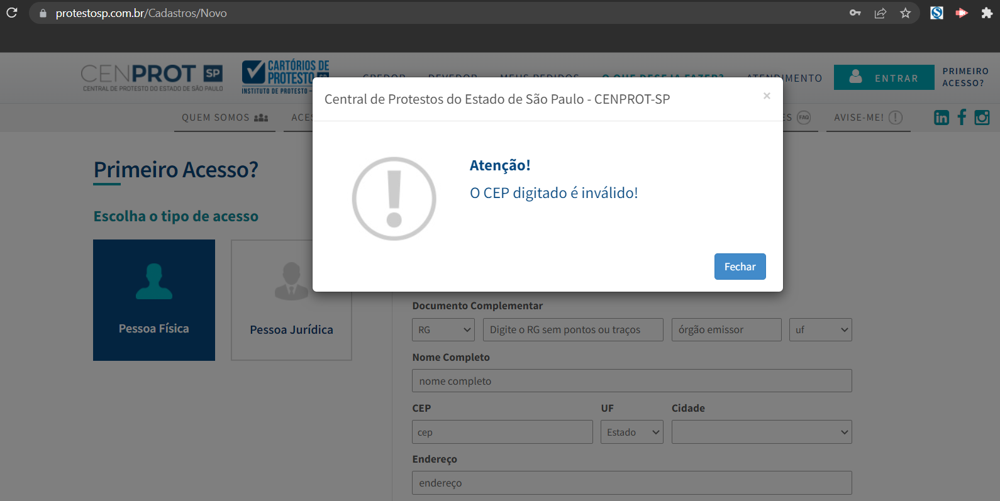 protestosp.com.br/Cadastros/Novo
CENPROT SP
CENTRAL DE PROTESTO DO ESTADO DE SÃO PAULO
CARTÓRIOS DE
PROTESTO SP
INSTITUTO DE PROTESTO –
CREDOR DEVEDOR MEUS PEDIDOS O QUE DESEJA FAZER? ATENDIMENTO
ENTRAR
PRIMEIRO
ACESSO?
QUEM SOMOS
FAQ
AVISE-ME!
Central de Protestos do Estado de São Paulo - CENPROT-SP
×
Atenção!
O CEP digitado é inválido!
Fechar
Primeiro Acesso?
Escolha o tipo de acesso
Pessoa Física
Pessoa Jurídica
Documento Complementar
RG Digite o RG sem pontos ou traços órgão emissor uf
Nome Completo
nome completo
CEP UF Cidade
cep Estado
Endereço
endereço